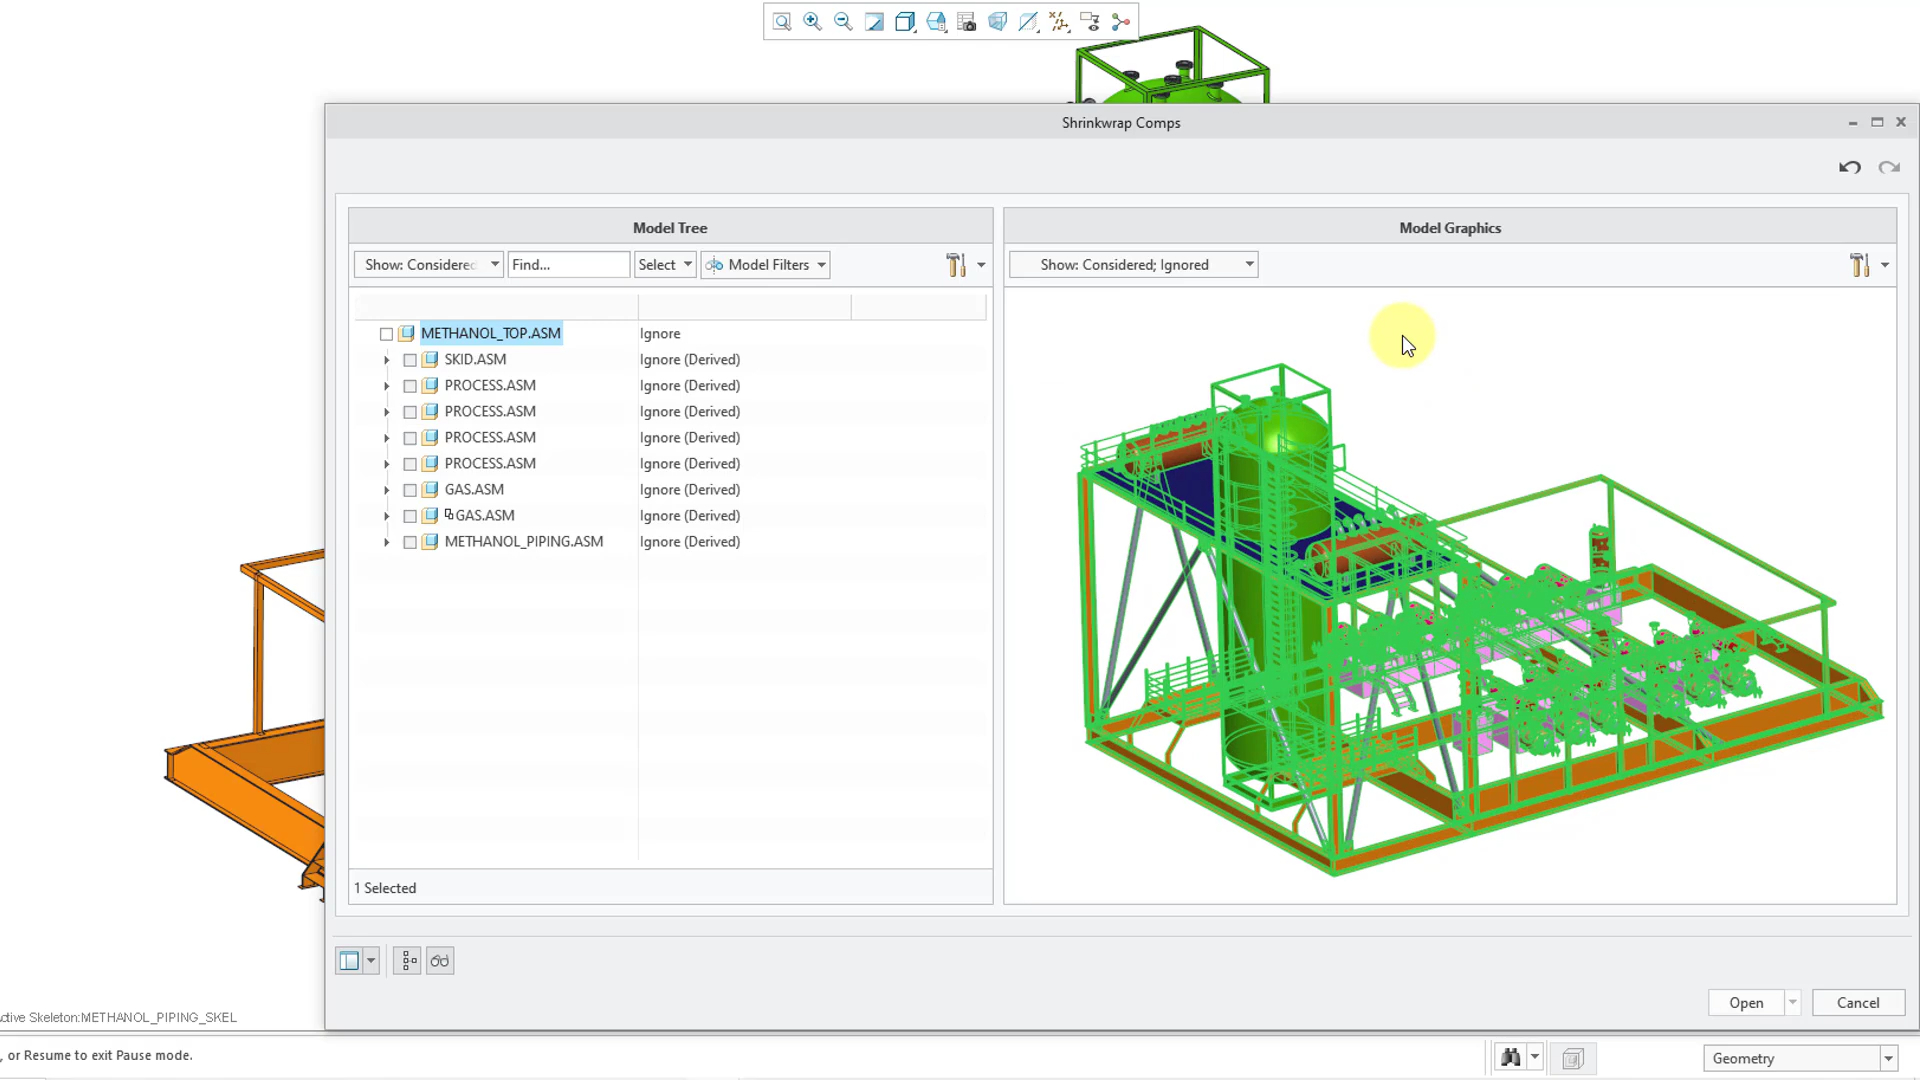 Shrinkwrap Comps
Model Tree
Model Graphics
Show: Considered
Find...
Select
Model Filters
Show: Considered; Ignored
METHANOL_TOP.ASM Ignore
SKID.ASM Ignore (Derived)
PROCESS.ASM Ignore (Derived)
PROCESS.ASM Ignore (Derived)
PROCESS.ASM Ignore (Derived)
PROCESS.ASM Ignore (Derived)
GAS.ASM Ignore (Derived)
GAS.ASM Ignore (Derived)
METHANOL_PIPING.ASM Ignore (Derived)
1 Selected
Open
Cancel
ctive Skeleton:METHANOL_PIPING_SKEL
, or Resume to exit Pause mode.
Geometry